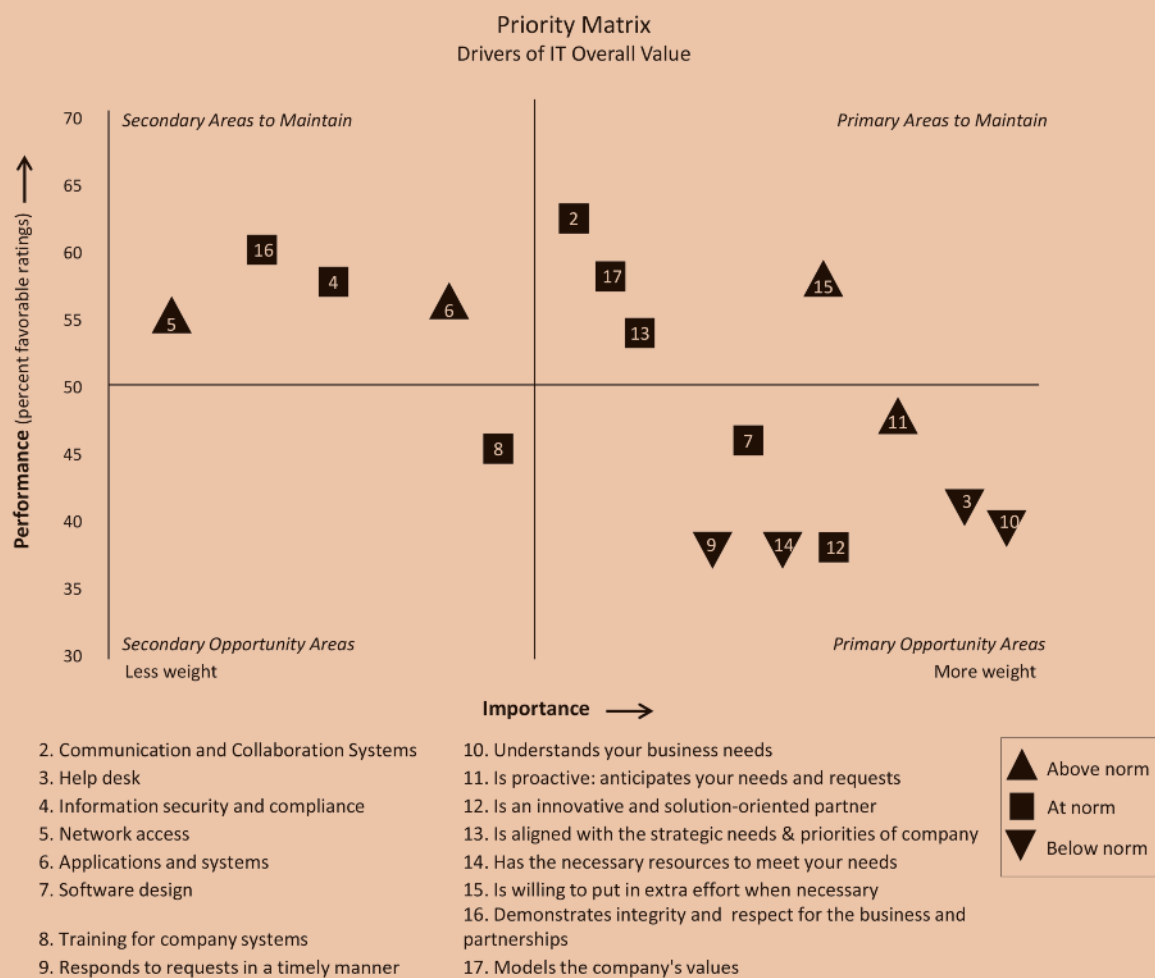 Priority Matrix
Drivers of IT Overall Value
70
Secondary Areas to Maintain
Primary Areas to Maintain
65
60
55
50
45
40
35
30
Performance (percent favorable ratings)
2
16
17
4
15
6
5
13
11
7
8
3
10
9
14
12
Secondary Opportunity Areas
Primary Opportunity Areas
Less weight
More weight
Importance
2. Communication and Collaboration Systems
3. Help desk
4. Information security and compliance
5. Network access
6. Applications and systems
7. Software design
8. Training for company systems
9. Responds to requests in a timely manner
10. Understands your business needs
11. Is proactive: anticipates your needs and requests
12. Is an innovative and solution-oriented partner
13. Is aligned with the strategic needs & priorities of company
14. Has the necessary resources to meet your needs
15. Is willing to put in extra effort when necessary
16. Demonstrates integrity and  respect for the business and
partnerships
17. Models the company's values
Above norm
At norm
Below norm